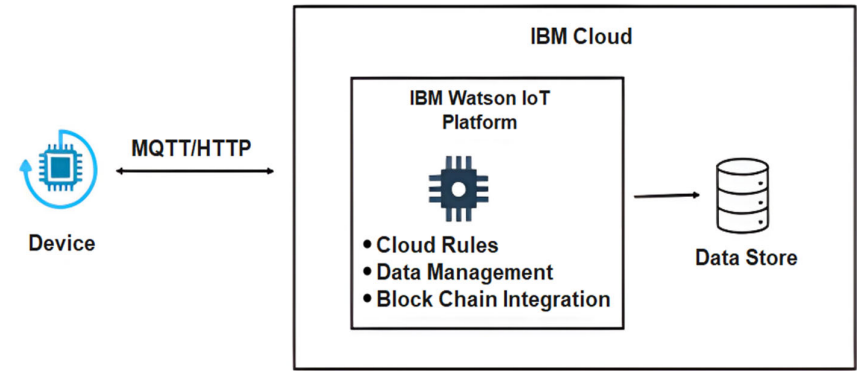 IBM Cloud
IBM Watson IoT
Platform
MQTT/HTTP
Device
• Cloud Rules
• Data Management
• Block Chain Integration
Data Store